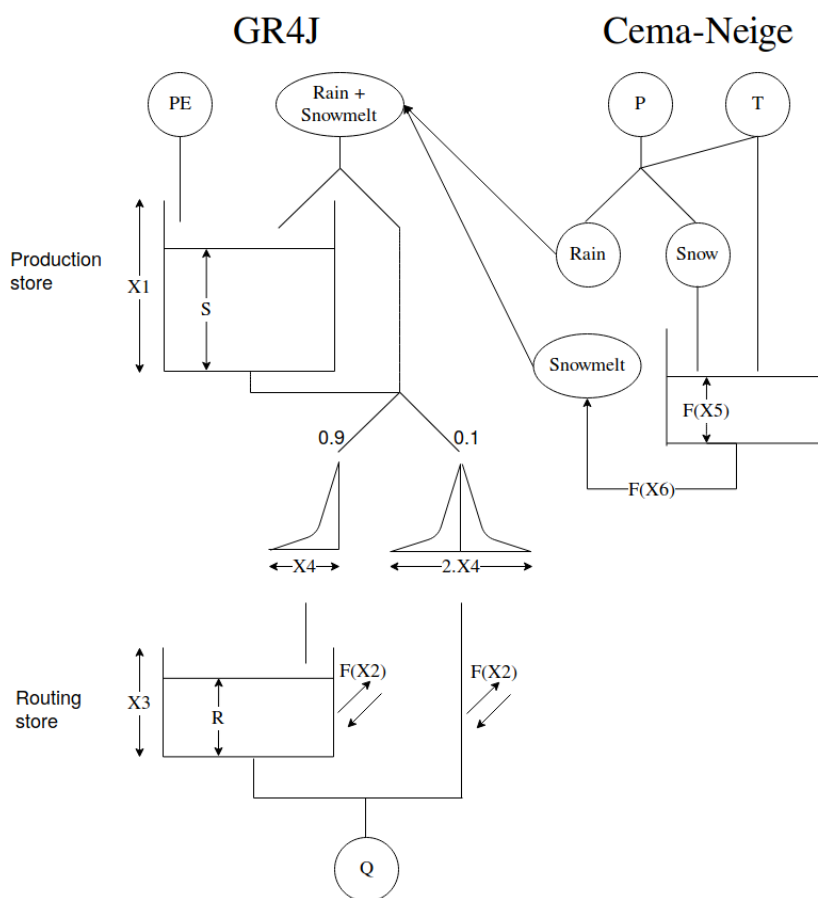 GR4J
Cema-Neige
PE
Rain +
Snowmelt
P
T
Rain
Snow
Production
store
X1
S
Snowmelt
F(X5)
F(X6)
0.9
0.1
X4
2.X4
Routing
store
X3
R
F(X2)
F(X2)
Q